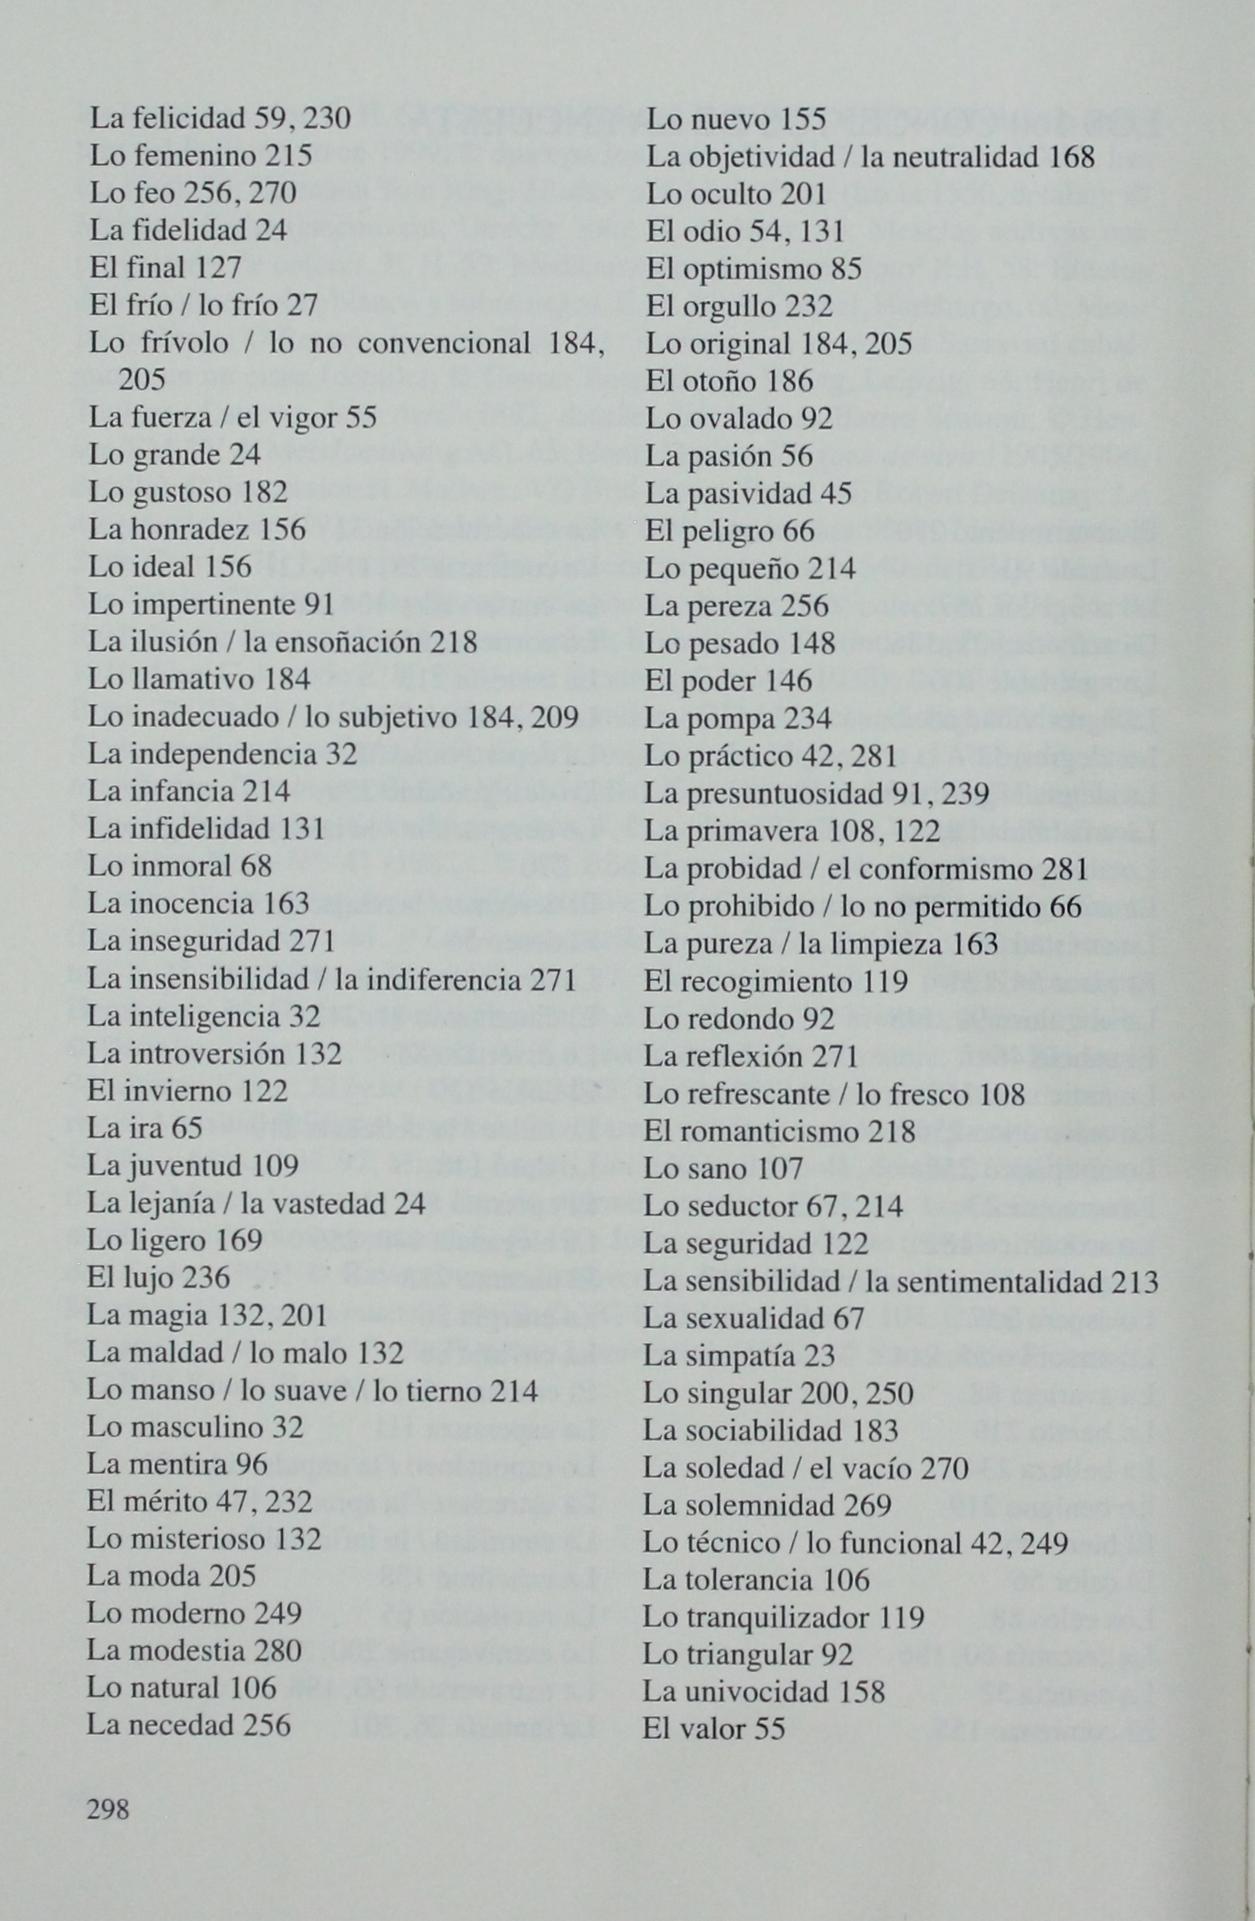 La felicidad 59, 230
Lo femenino 215
Lo feo 256, 270
La fidelidad 24
El final 127
El frío / lo frío 27
Lo frívolo / lo no convencional 184,
205
La fuerza / el vigor 55
Lo grande 24
Lo gustoso 182
La honradez 156
Lo ideal 156
Lo impertinente 91
La ilusión / la ensoñación 218
Lo llamativo 184
Lo inadecuado / lo subjetivo 184, 209
La independencia 32
La infancia 214
La infidelidad 131
Lo inmoral 68
La inocencia 163
La inseguridad 271
La insensibilidad / la indiferencia 271
La inteligencia 32
La introversión 132
El invierno 122
La ira 65
La juventud 109
La lejanía / la vastedad 24
Lo ligero 169
El lujo 236
La magia 132, 201
La maldad / lo malo 132
Lo manso / lo suave / lo tierno 214
Lo masculino 32
La mentira 96
El mérito 47, 232
Lo misterioso 132
La moda 205
Lo moderno 249
La modestia 280
Lo natural 106
La necedad 256
Lo nuevo 155
La objetividad / la neutralidad 168
Lo oculto 201
El odio 54, 131
El optimismo 85
El orgullo 232
Lo original 184, 205
El otoño 186
Lo ovalado 92
La pasión 56
La pasividad 45
El peligro 66
Lo pequeño 214
La pereza 256
Lo pesado 148
El poder 146
La pompa 234
Lo práctico 42, 281
La presuntuosidad 91, 239
La primavera 108, 122
La probidad / el conformismo 281
Lo prohibido / lo no permitido 66
La pureza / la limpieza 163
El recogimiento 119
Lo redondo 92
La reflexión 271
Lo refrescante / lo fresco 108
El romanticismo 218
Lo sano 107
Lo seductor 67, 214
La seguridad 122
La sensibilidad / la sentimentalidad 213
La sexualidad 67
La simpatía 23
Lo singular 200, 250
La sociabilidad 183
La soledad / el vacío 270
La solemnidad 269
Lo técnico / lo funcional 42, 249
La tolerancia 106
Lo tranquilizador 119
Lo triangular 92
La univocidad 158
El valor 55
298